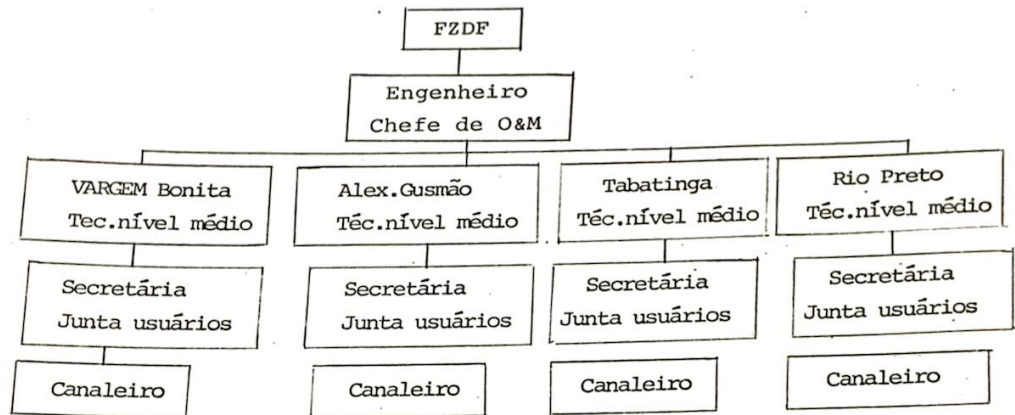 FZDF
Engenheiro
Chefe de O&M
VARGEM Bonita
Tec.nível médio
Alex.Gusmão
Téc.nível médio
Tabatinga
Téc.nível médio
Rio Preto
Téc.nível médio
Secretária
Junta usuários
Secretária
Junta usuários
Secretária
Junta usuários
Secretária
Junta usuários
Canaleiro
Canaleiro
Canaleiro
Canaleiro